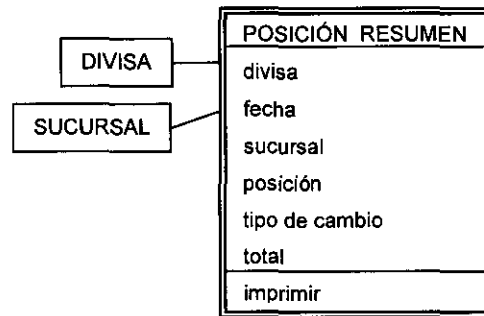 POSICIÓN RESUMEN
DIVISA
divisa
fecha
SUCURSAL
sucursal
posición
tipo de cambio
total
imprimir